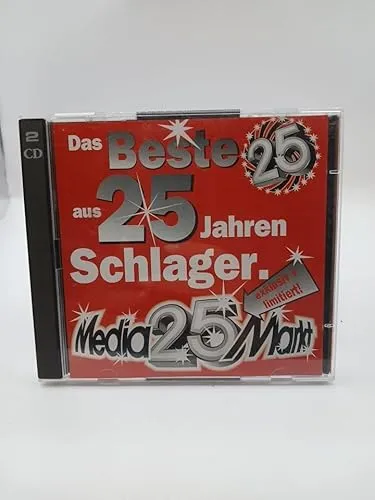 2
CD
Das Beste 25
aus 25 Jahren
Schlager.
exklusiv &
limitiert!
Media 25 Markt